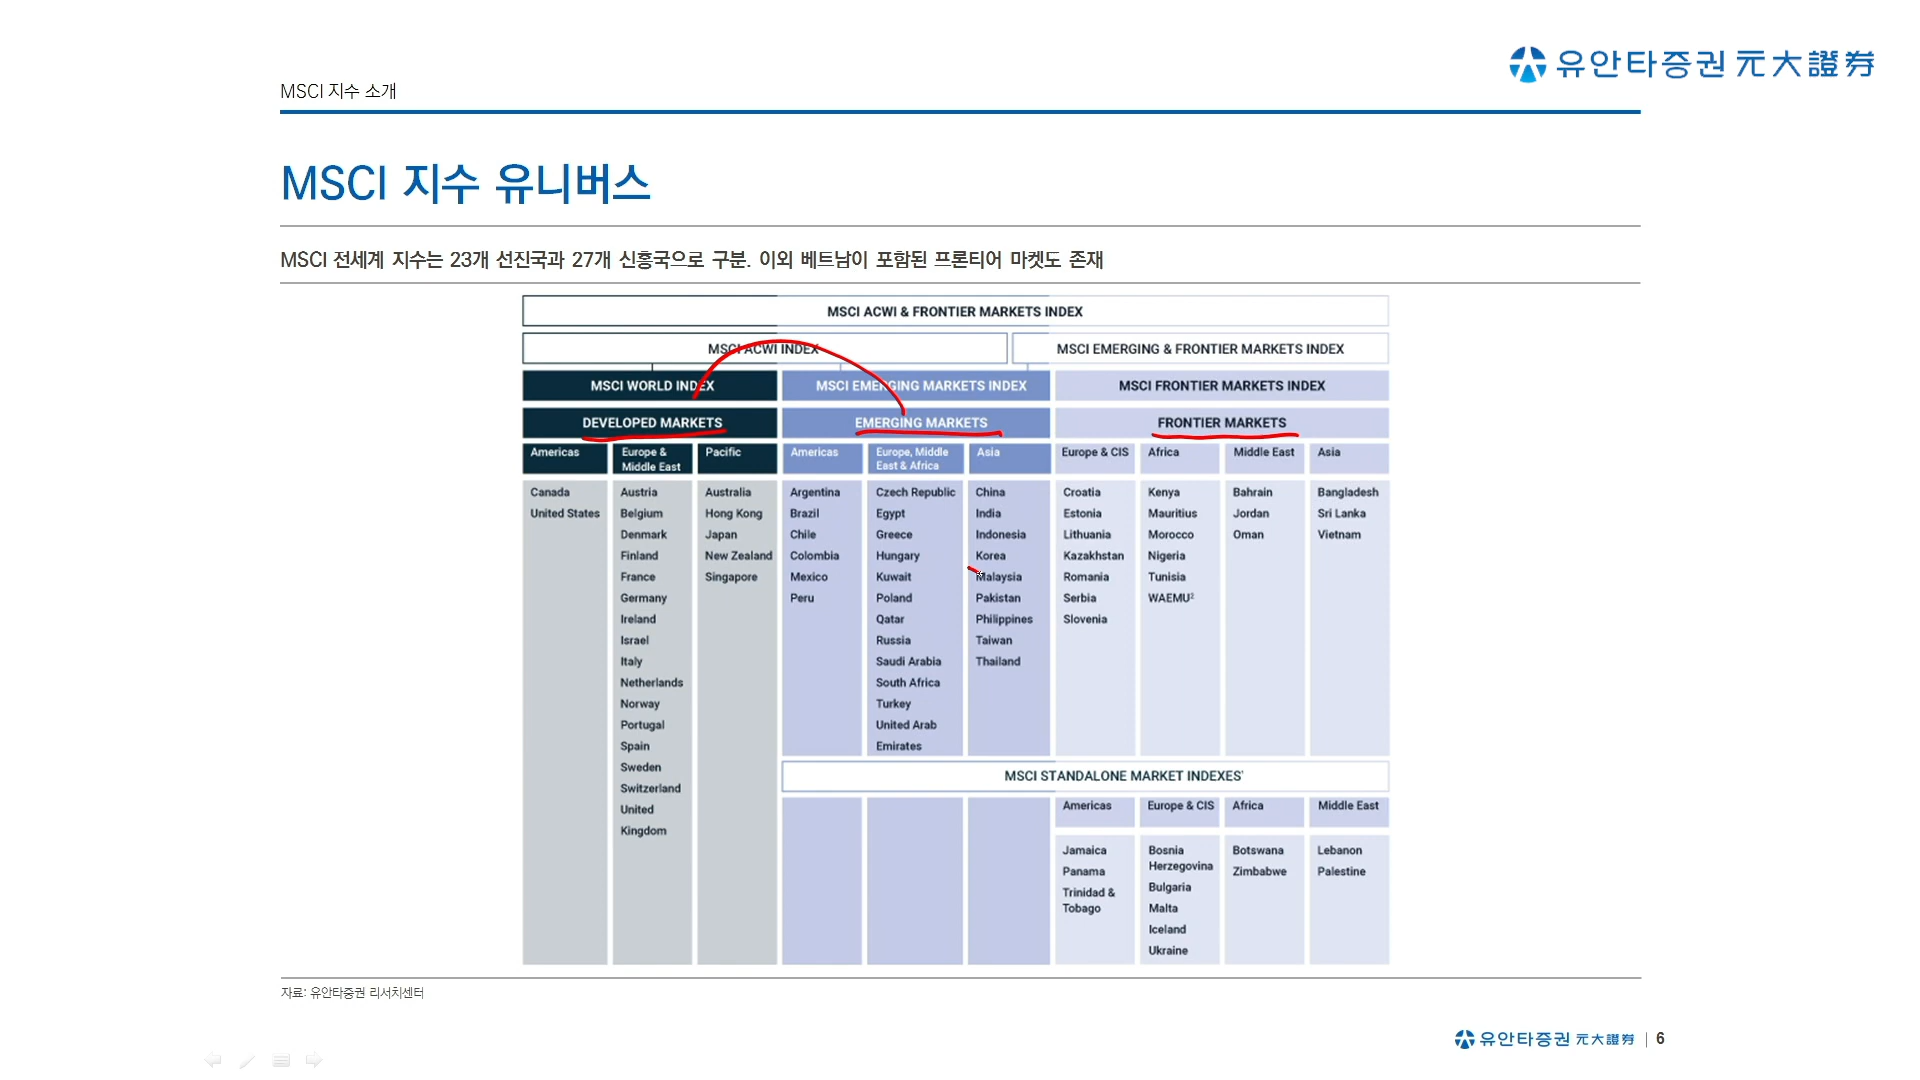 유안타증권 元大證券
MSCI 지수 소개
MSCI 지수 유니버스
MSCI 전세계 지수는 23개 선진국과 27개 신흥국으로 구분. 이외 베트남이 포함된 프론티어 마켓도 존재
MSCI ACWI & FRONTIER MARKETS INDEX
MSCI ACWI INDEX
MSCI EMERGING & FRONTIER MARKETS INDEX
MSCI WORLD INDEX
MSCI EMERGING MARKETS INDEX
MSCI FRONTIER MARKETS INDEX
DEVELOPED MARKETS
EMERGING MARKETS
FRONTIER MARKETS
Americas
Canada
United States
Europe &
Middle East
Austria
Belgium
Denmark
Finland
France
Germany
Ireland
Israel
Italy
Netherlands
Norway
Portugal
Spain
Sweden
Switzerland
United
Kingdom
Pacific
Australia
Hong Kong
Japan
New Zealand
Singapore
Americas
Argentina
Brazil
Chile
Colombia
Mexico
Peru
Europe, Middle
East & Africa
Czech Republic
Egypt
Greece
Hungary
Kuwait
Poland
Qatar
Russia
Saudi Arabia
South Africa
Turkey
United Arab
Emirates
Asia
China
India
Indonesia
Korea
Malaysia
Pakistan
Philippines
Taiwan
Thailand
Europe & CIS
Croatia
Estonia
Lithuania
Kazakhstan
Romania
Serbia
Slovenia
Africa
Kenya
Mauritius
Morocco
Nigeria
Tunisia
WAEMU²
Middle East
Bahrain
Jordan
Oman
Asia
Bangladesh
Sri Lanka
Vietnam
MSCI STANDALONE MARKET INDEXES¹
Americas
Jamaica
Panama
Trinidad &
Tobago
Europe & CIS
Bosnia
Herzegovina
Bulgaria
Malta
Iceland
Ukraine
Africa
Botswana
Zimbabwe
Middle East
Lebanon
Palestine
자료: 유안타증권 리서치센터
유안타증권 元大證券 | 6